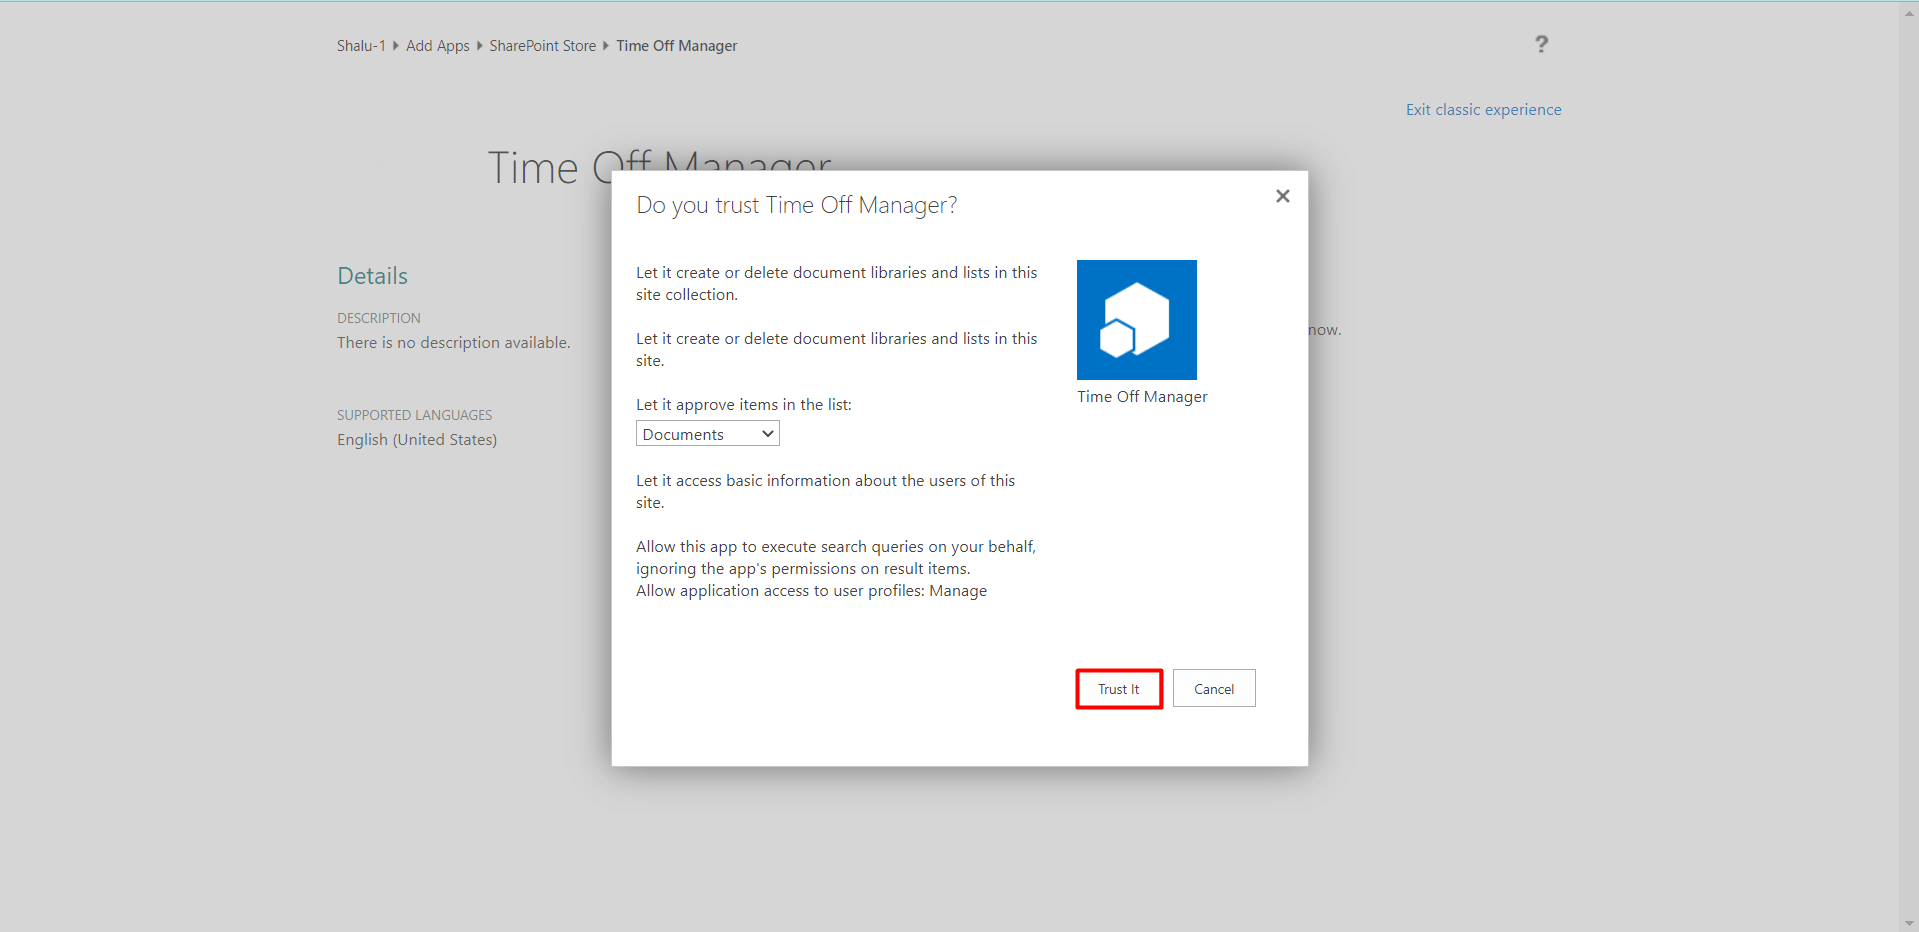 Shalu-1 Add Apps SharePoint Store Time Off Manager
?
Exit classic experience
Time Off Manager
Do you trust Time Off Manager?
Details
Let it create or delete document libraries and lists in this
site collection.
DESCRIPTION
There is no description available.
now.
Let it create or delete document libraries and lists in this
site.
Time Off Manager
Let it approve items in the list:
Documents
SUPPORTED LANGUAGES
English (United States)
Let it access basic information about the users of this
site.
Allow this app to execute search queries on your behalf,
ignoring the app's permissions on result items.
Allow application access to user profiles: Manage
Trust It
Cancel